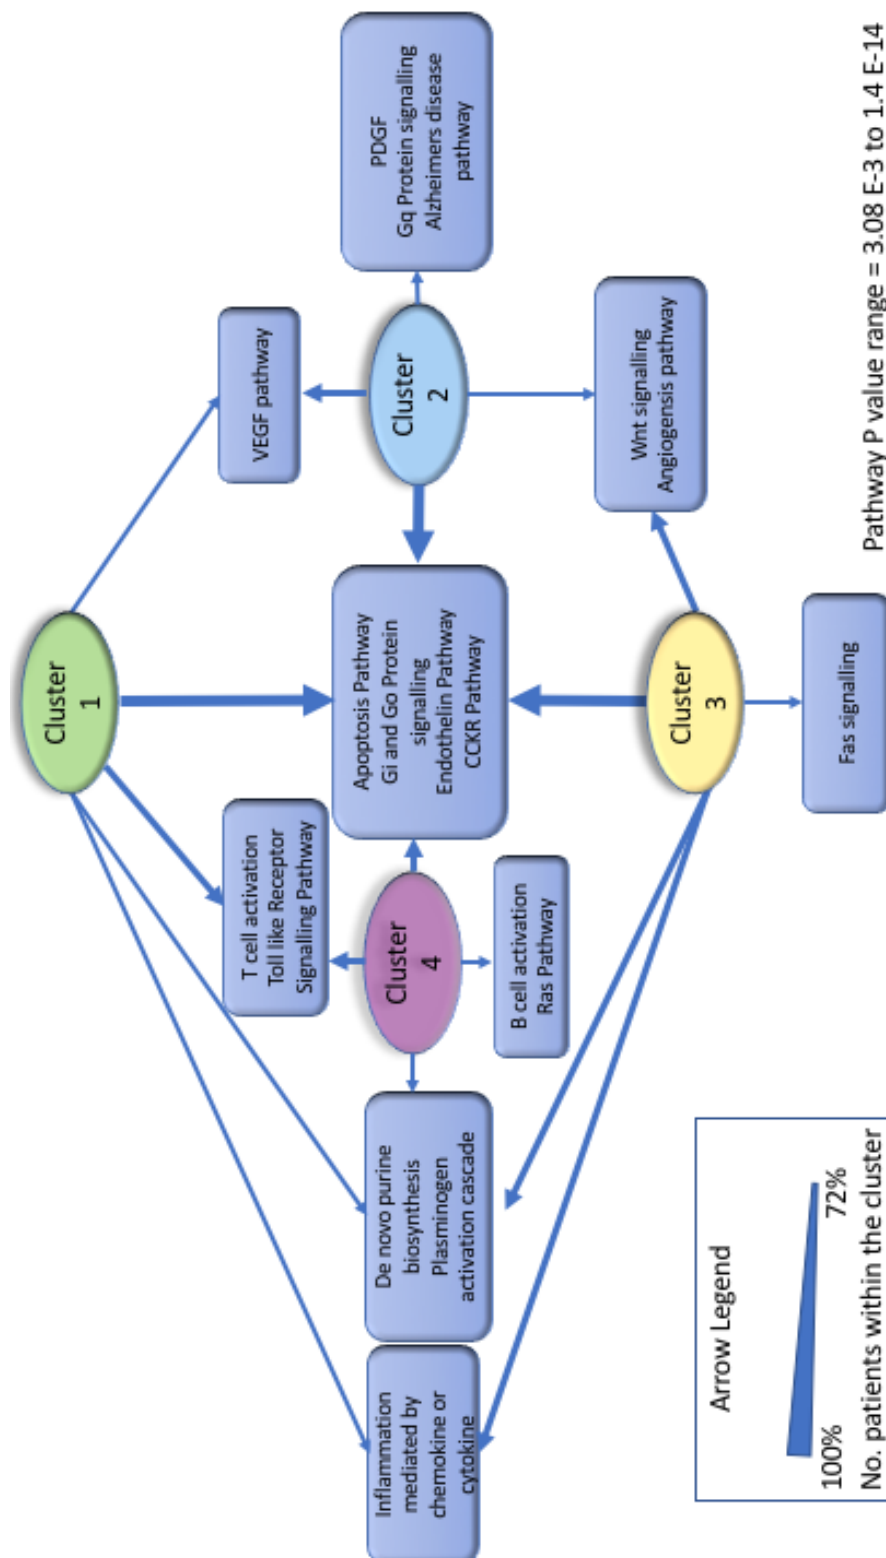 Cluster
1
VEGF pathway
T cell activation
Toll like Receptor
Signalling Pathway
Inflammation
mediated by
chemokine or
cytokine
De novo purine
biosynthesis
Plasminogen
activation cascade
Cluster
4
Apoptosis Pathway
Gi and Go Protein
signalling
Endothelin Pathway
CCKR Pathway
Cluster
2
PDGF
Gq Protein signalling
Alzheimers disease
pathway
B cell activation
Ras Pathway
Wnt signalling
Angiogensis pathway
Cluster
3
Fas signalling
Arrow Legend
100%
72%
No. patients within the cluster
Pathway P value range = 3.08 E-3 to 1.4 E-14